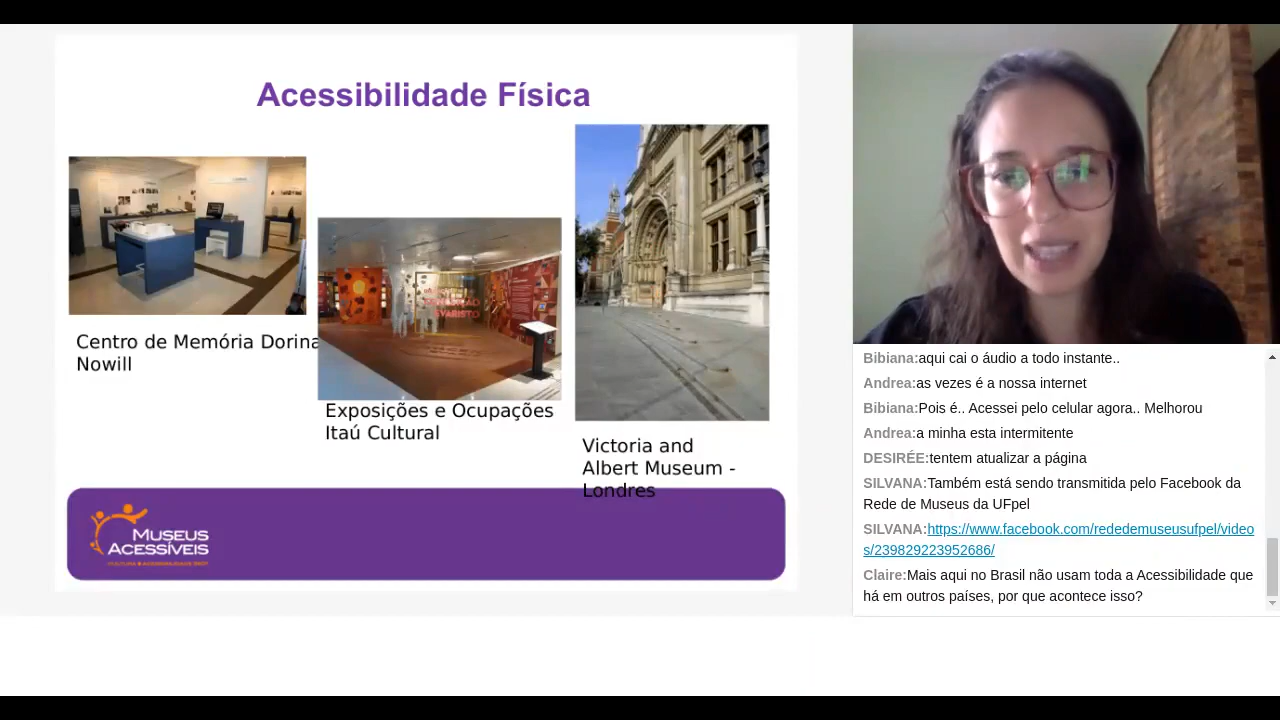 Acessibilidade Física
Centro de Memória Dorina
Nowill
Exposições e Ocupações
Itaú Cultural
Victoria and
Albert Museum -
Londres
MUSEUS
ACESSÍVEIS
Bibiana:aqui cai o áudio a todo instante..
Andrea:as vezes é a nossa internet
Bibiana:Pois é.. Acessei pelo celular agora.. Melhorou
Andrea:a minha esta intermitente
DESIRÉE:tentem atualizar a página
SILVANA:Também está sendo transmitida pelo Facebook da
Rede de Museus da UFpel
SILVANA:https://www.facebook.com/rededemuseusufpel/video
s/239829223952686/
Claire:Mais aqui no Brasil não usam toda a Acessibilidade que
há em outros países, por que acontece isso?